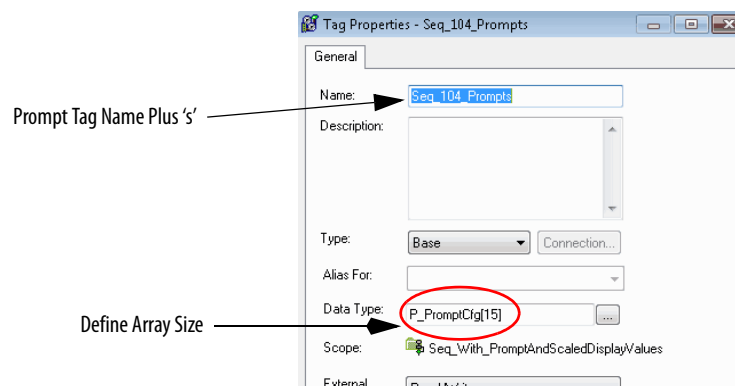 Tag Properties - Seq_104_Prompts
General
Name:
Seq_104_Prompts
Prompt Tag Name Plus ‘s’
Description:
Type:
Base
Connection...
Alias For:
Data Type:
P_PromptCfg[15]
...
Define Array Size
Scope:
Seq_With_PromptAndScaledDisplayValues
External